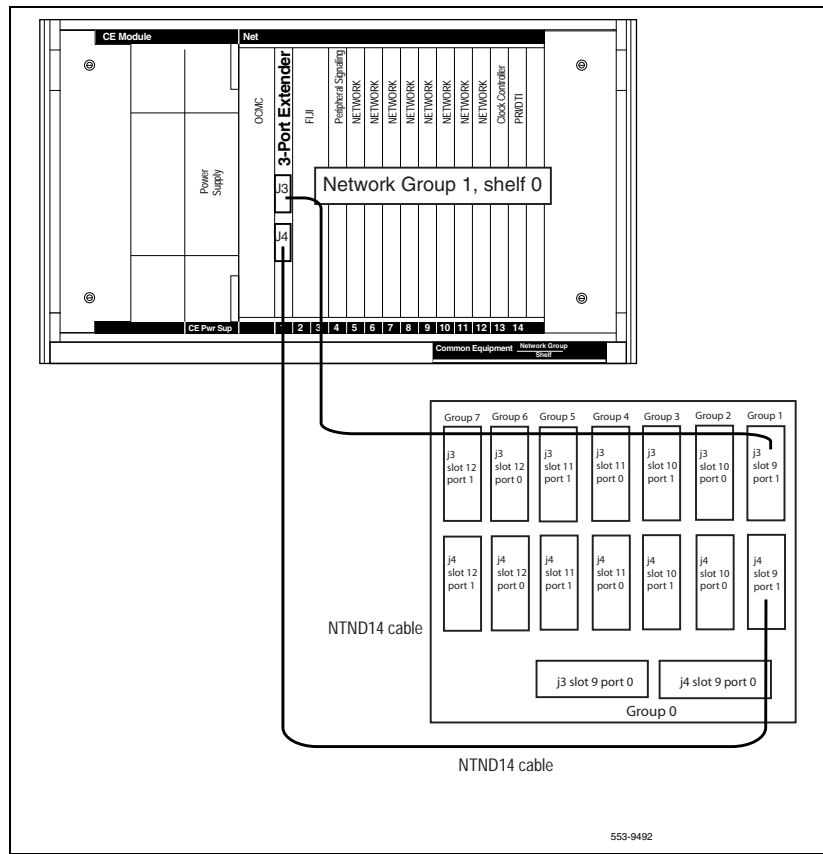 CE Module
Net
Power
Supply
OCMC
3-Port Extender
FIJI
Peripheral Signaling
NETWORK
NETWORK
NETWORK
NETWORK
NETWORK
NETWORK
NETWORK
NETWORK
Clock Controller
PRI/DTI
J3
J4
Network Group 1, shelf 0
CE Pwr Sup
1 2 3 4 5 6 7 8 9 10 11 12 13 14
Common Equipment
Network Group
Shelf
Group 7 Group 6 Group 5 Group 4 Group 3 Group 2 Group 1
j3
slot 12
port 1
j3
slot 12
port 0
j3
slot 11
port 1
j3
slot 11
port 0
j3
slot 10
port 1
j3
slot 10
port 0
j3
slot 9
port 1
j4
slot 12
port 1
j4
slot 12
port 0
j4
slot 11
port 1
j4
slot 11
port 0
j4
slot 10
port 1
j4
slot 10
port 0
j4
slot 9
port 1
NTND14 cable
j3 slot 9 port 0
j4 slot 9 port 0
Group 0
NTND14 cable
553-9492